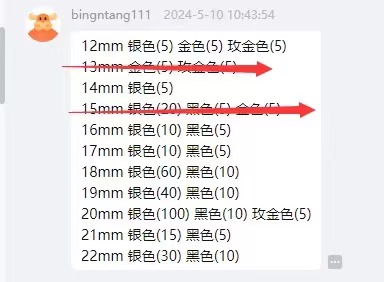 bingntang111 2024-5-10 10:43:54
12mm 银色(5) 金色(5) 玫金色(5)
13mm 金色(5) 玫金色(5)
14mm 银色(5)
15mm 银色(20) 黑色(5) 金色(5)
16mm 银色(10) 黑色(5)
17mm 银色(10) 黑色(5)
18mm 银色(60) 黑色(10)
19mm 银色(40) 黑色(10)
20mm 银色(100) 黑色(10) 玫金色(5)
21mm 银色(15) 黑色(5)
22mm 银色(30) 黑色(10)